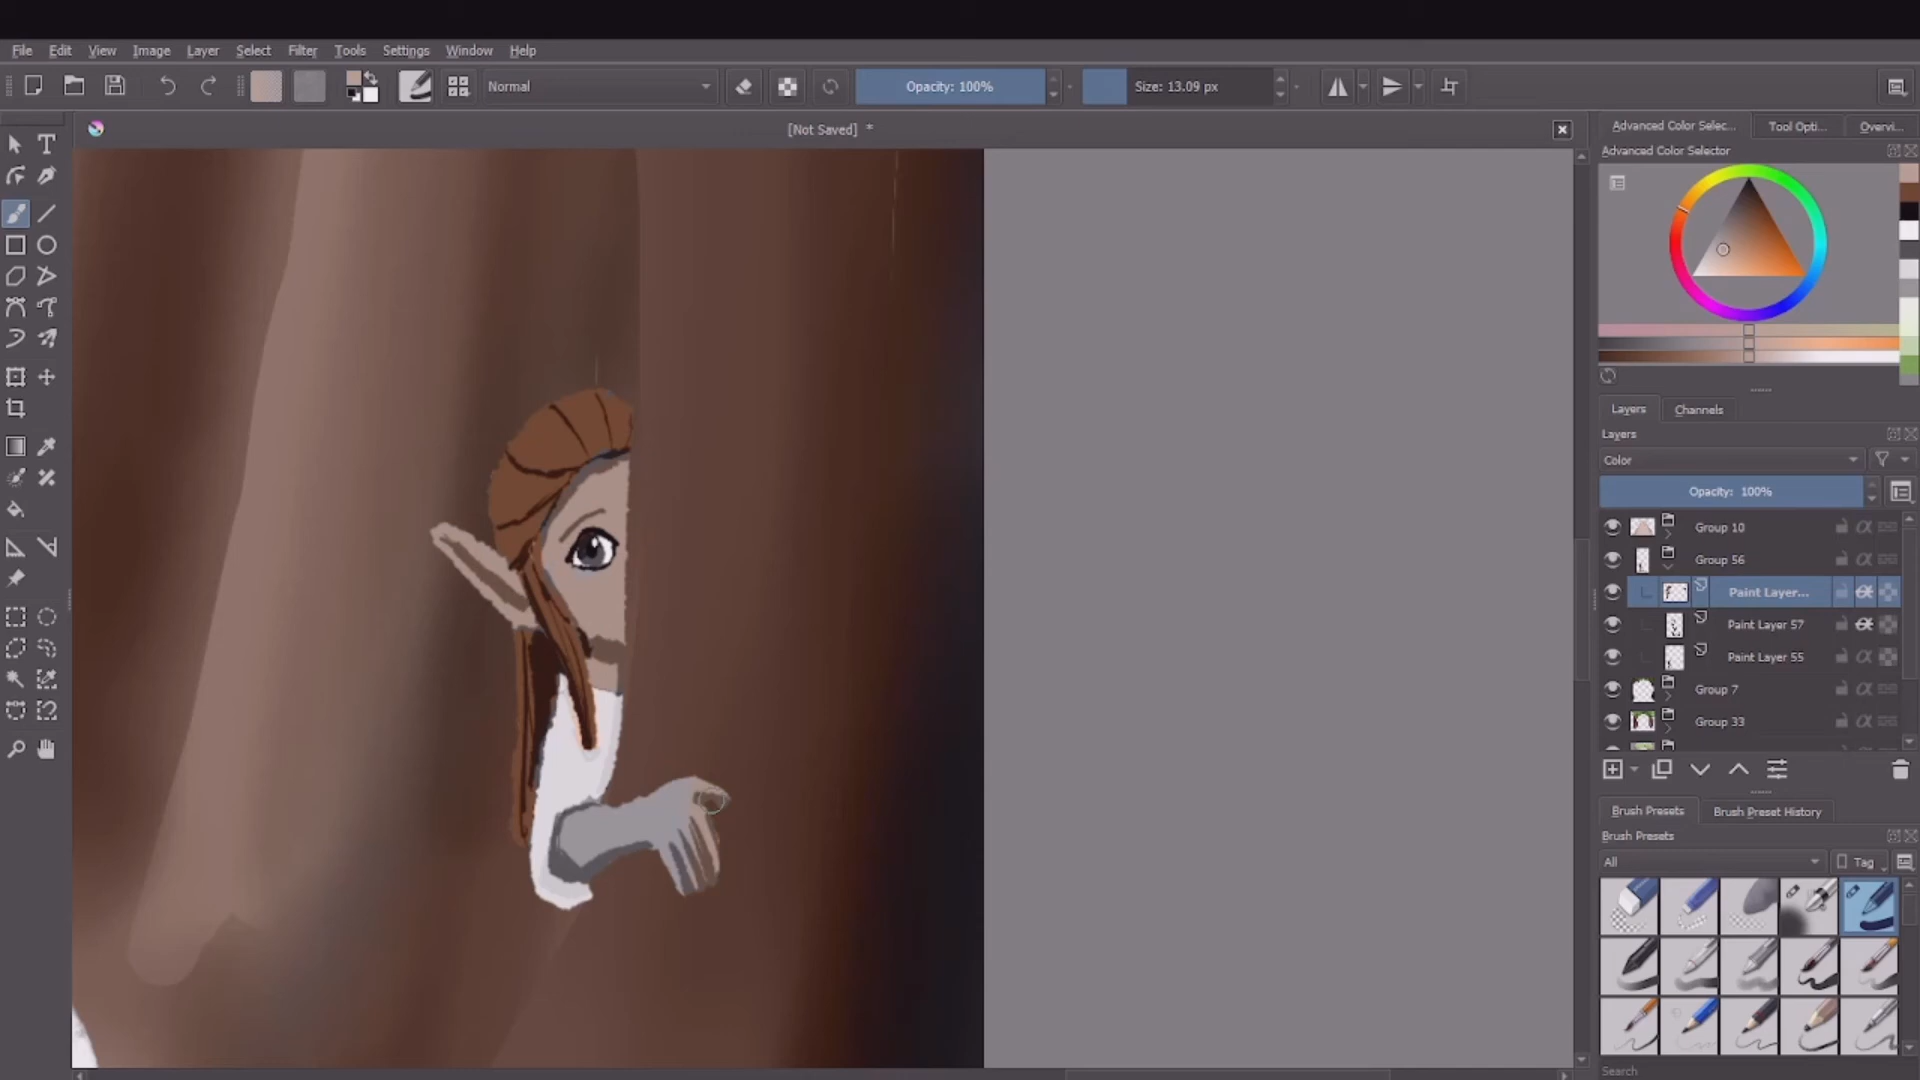 File Edit View Image Layer Select Filter Tools Settings Window Help
Normal Opacity: 100% Size: 13.09 px
[Not Saved] *
Advanced Color Selec... Tool Opti... Overvi...
Advanced Color Selector
Layers Channels
Layers
Color
Opacity: 100%
Group 10
Group 56
Paint Layer...
Paint Layer 57
Paint Layer 55
Group 7
Group 33
Brush Presets Brush Preset History
Brush Presets
All Tag
Search